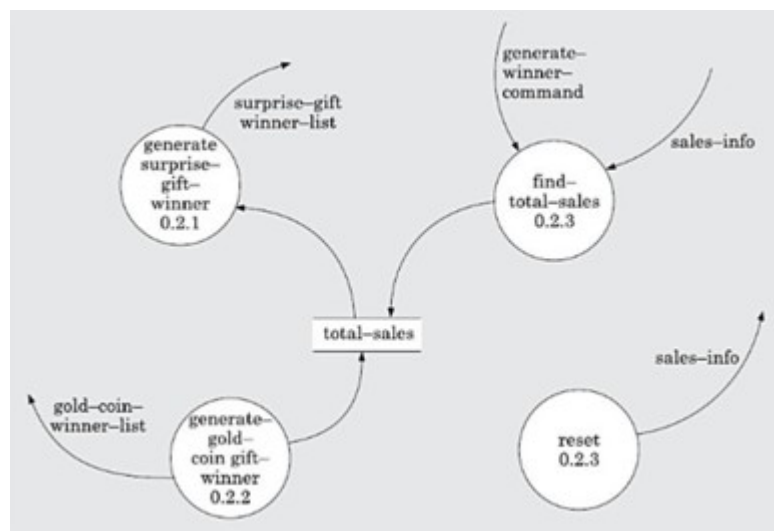 surprise–gift
winner–list
generate
surprise–
gift–
winner
0.2.1
generate–
winner–
command
sales–info
find–
total–sales
0.2.3
total–sales
gold–coin–
winner–list
generate–
gold–
coin gift–
winner
0.2.2
sales–info
reset
0.2.3